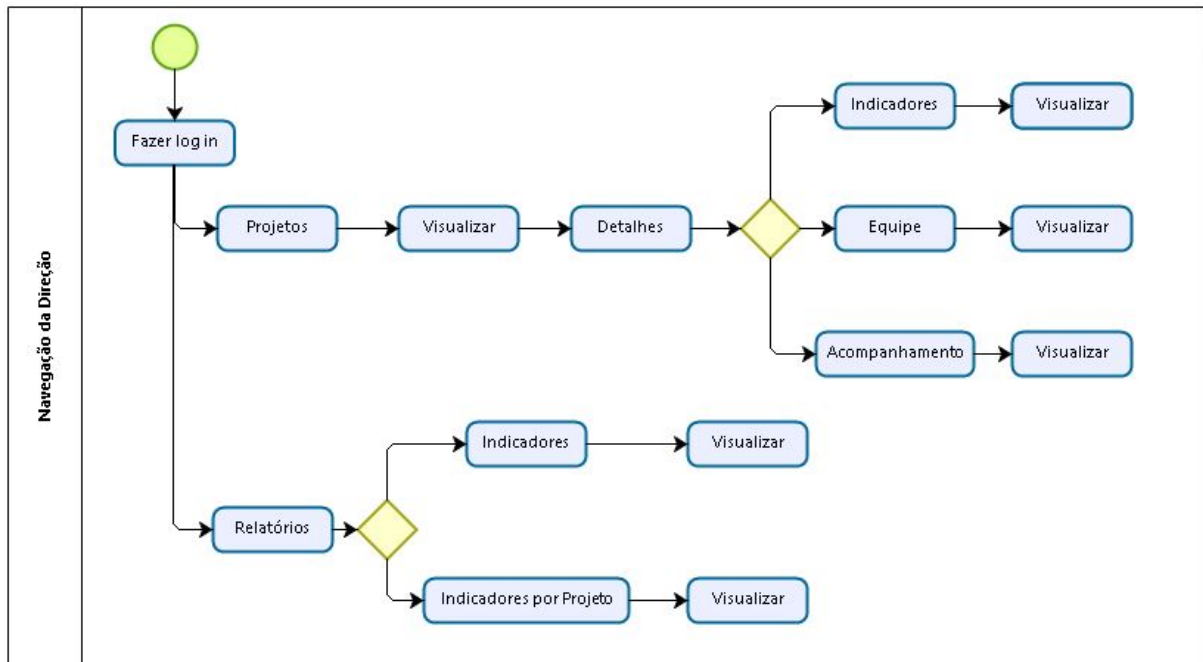 Navegação da Direção
Fazer log in
Projetos
Visualizar
Detalhes
Indicadores
Visualizar
Equipe
Visualizar
Acompanhamento
Visualizar
Relatórios
Indicadores
Visualizar
Indicadores por Projeto
Visualizar